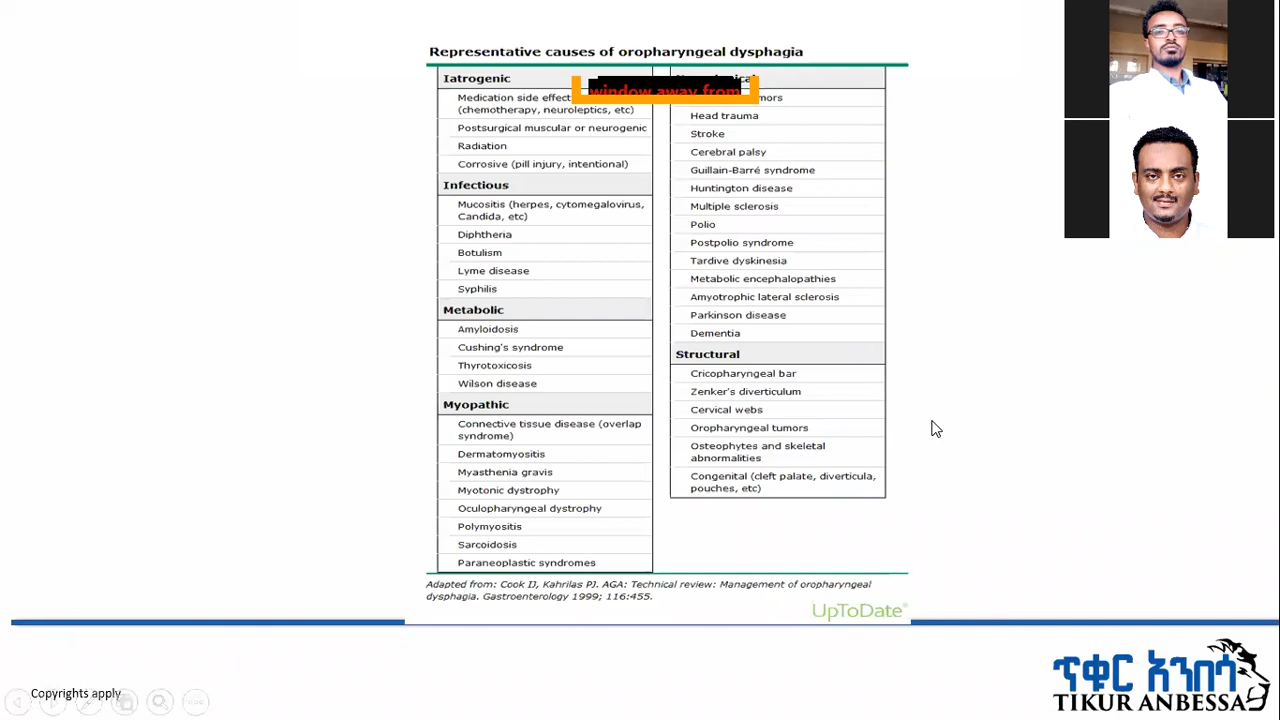 Representative causes of oropharyngeal dysphagia
Iatrogenic
Medication side effect
(chemotherapy, neuroleptics, etc)
Postsurgical muscular or neurogenic
Radiation
Corrosive (pill injury, intentional)
Infectious
Mucositis (herpes, cytomegalovirus,
Candida, etc)
Diphtheria
Botulism
Lyme disease
Syphilis
Metabolic
Amyloidosis
Cushing's syndrome
Thyrotoxicosis
Wilson disease
Myopathic
Connective tissue disease (overlap
syndrome)
Dermatomyositis
Myasthenia gravis
Myotonic dystrophy
Oculopharyngeal dystrophy
Polymyositis
Sarcoidosis
Paraneoplastic syndromes
window away from
Head trauma
Stroke
Cerebral palsy
Guillain-Barré syndrome
Huntington disease
Multiple sclerosis
Polio
Postpolio syndrome
Tardive dyskinesia
Metabolic encephalopathies
Amyotrophic lateral sclerosis
Parkinson disease
Dementia
Structural
Cricopharyngeal bar
Zenker's diverticulum
Cervical webs
Oropharyngeal tumors
Osteophytes and skeletal
abnormalities
Congenital (cleft palate, diverticula,
pouches, etc)
Adapted from: Cook IJ, Kahrilas PJ. AGA: Technical review: Management of oropharyngeal
dysphagia. Gastroenterology 1999; 116:455.
UpToDate®
Copyrights apply
ጥቁር አንበሳ
TIKUR ANBESSA